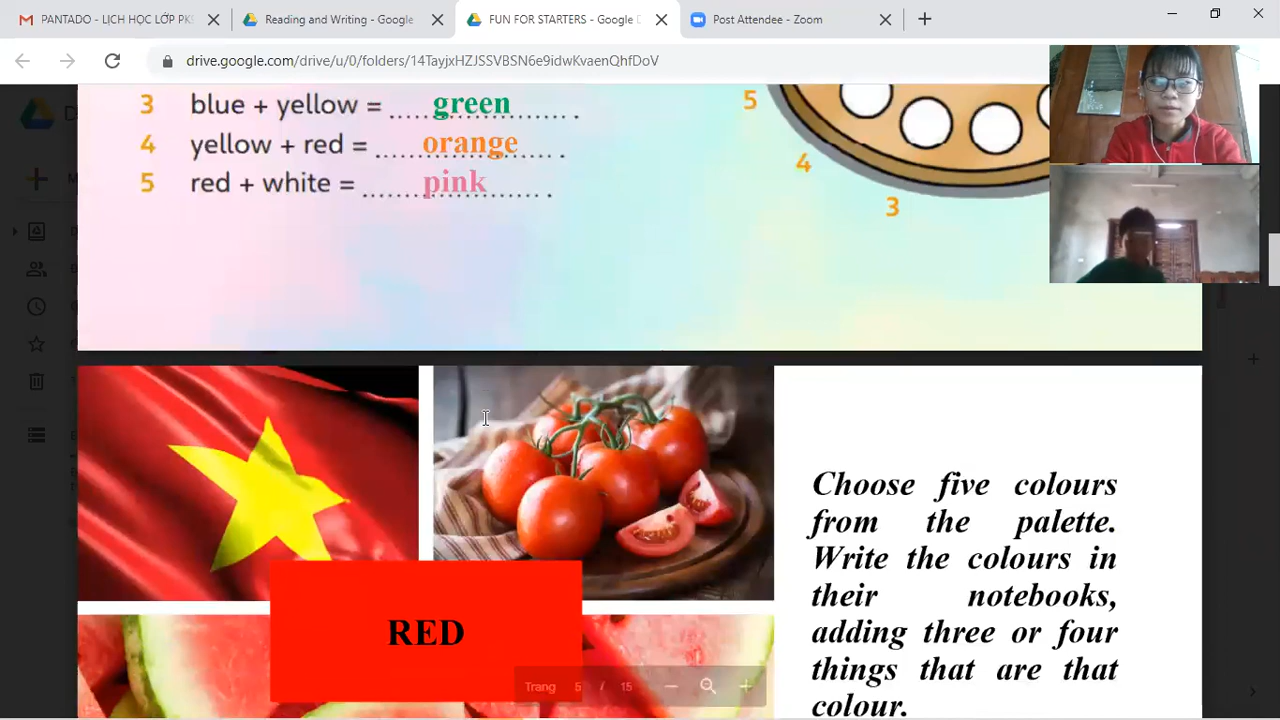 PANTADO - LỊCH HỌC LỚP PKE
Reading and Writing - Google
FUN FOR STARTERS - Google D
Post Attendee - Zoom
drive.google.com/drive/u/0/folders/14TayjxHZJSSVBSN6e9idwKvaenQhfDoV
3 blue + yellow = green .
4 yellow + red = orange .
5 red + white = pink .
5
4
3
RED
Choose five colours
from the palette.
Write the colours in
their notebooks,
adding three or four
things that are that
colour.
Trang 5 / 15